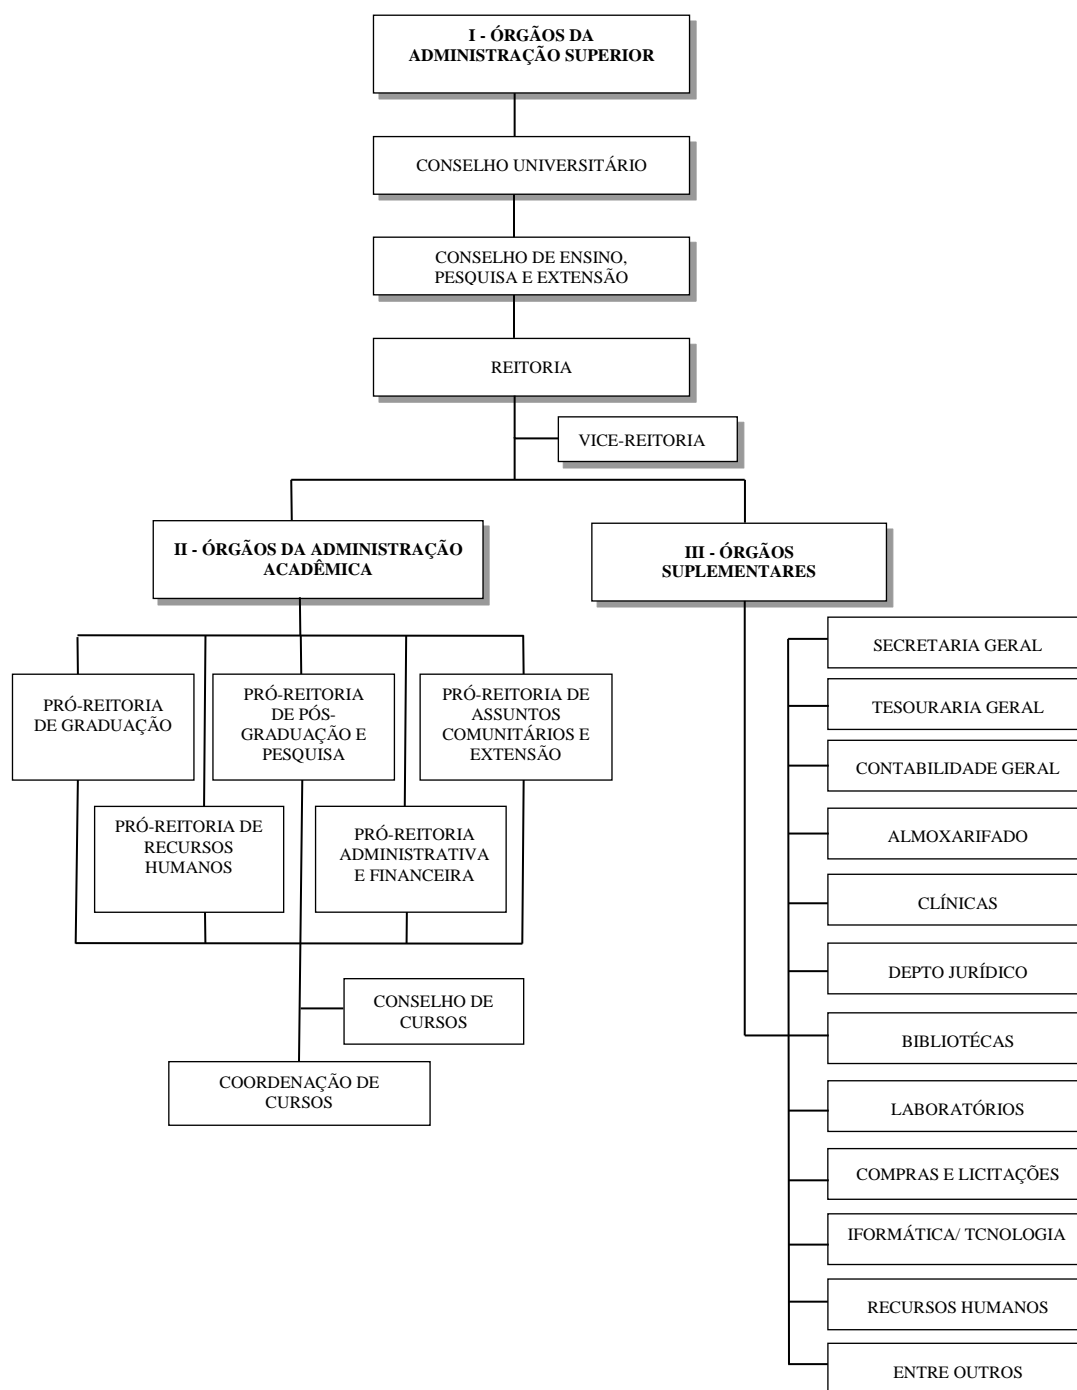 I - ÓRGÃOS DA
ADMINISTRAÇÃO SUPERIOR
CONSELHO UNIVERSITÁRIO
CONSELHO DE ENSINO,
PESQUISA E EXTENSÃO
REITORIA
VICE-REITORIA
II - ÓRGÃOS DA ADMINISTRAÇÃO
ACADÊMICA
III - ÓRGÃOS
SUPLEMENTARES
PRÓ-REITORIA
DE GRADUAÇÃO
PRÓ-REITORIA
DE PÓS-
GRADUAÇÃO E
PESQUISA
PRÓ-REITORIA DE
ASSUNTOS
COMUNITÁRIOS E
EXTENSÃO
PRÓ-REITORIA DE
RECURSOS
HUMANOS
PRÓ-REITORIA
ADMINISTRATIVA
E FINANCEIRA
CONSELHO DE
CURSOS
COORDENAÇÃO DE
CURSOS
SECRETARIA GERAL
TESOURARIA GERAL
CONTABILIDADE GERAL
ALMOXARIFADO
CLÍNICAS
DEPTO JURÍDICO
BIBLIOTÉCAS
LABORATÓRIOS
COMPRAS E LICITAÇÕES
IFORMÁTICA/ TCNOLOGIA
RECURSOS HUMANOS
ENTRE OUTROS